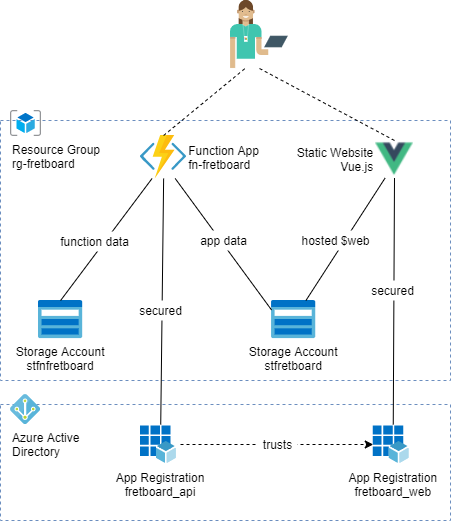 Resource Group
rg-fretboard
Function App
fn-fretboard
Static Website
Vue.js
function data
app data
hosted $web
secured
secured
Storage Account
stfnfretboard
Storage Account
stfretboard
Azure Active
Directory
trusts
App Registration
fretboard_api
App Registration
fretboard_web